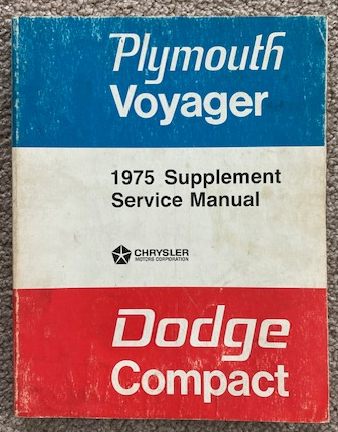 Plymouth
Voyager
1975 Supplement
Service Manual
CHRYSLER
MOTORS CORPORATION
Dodge
Compact